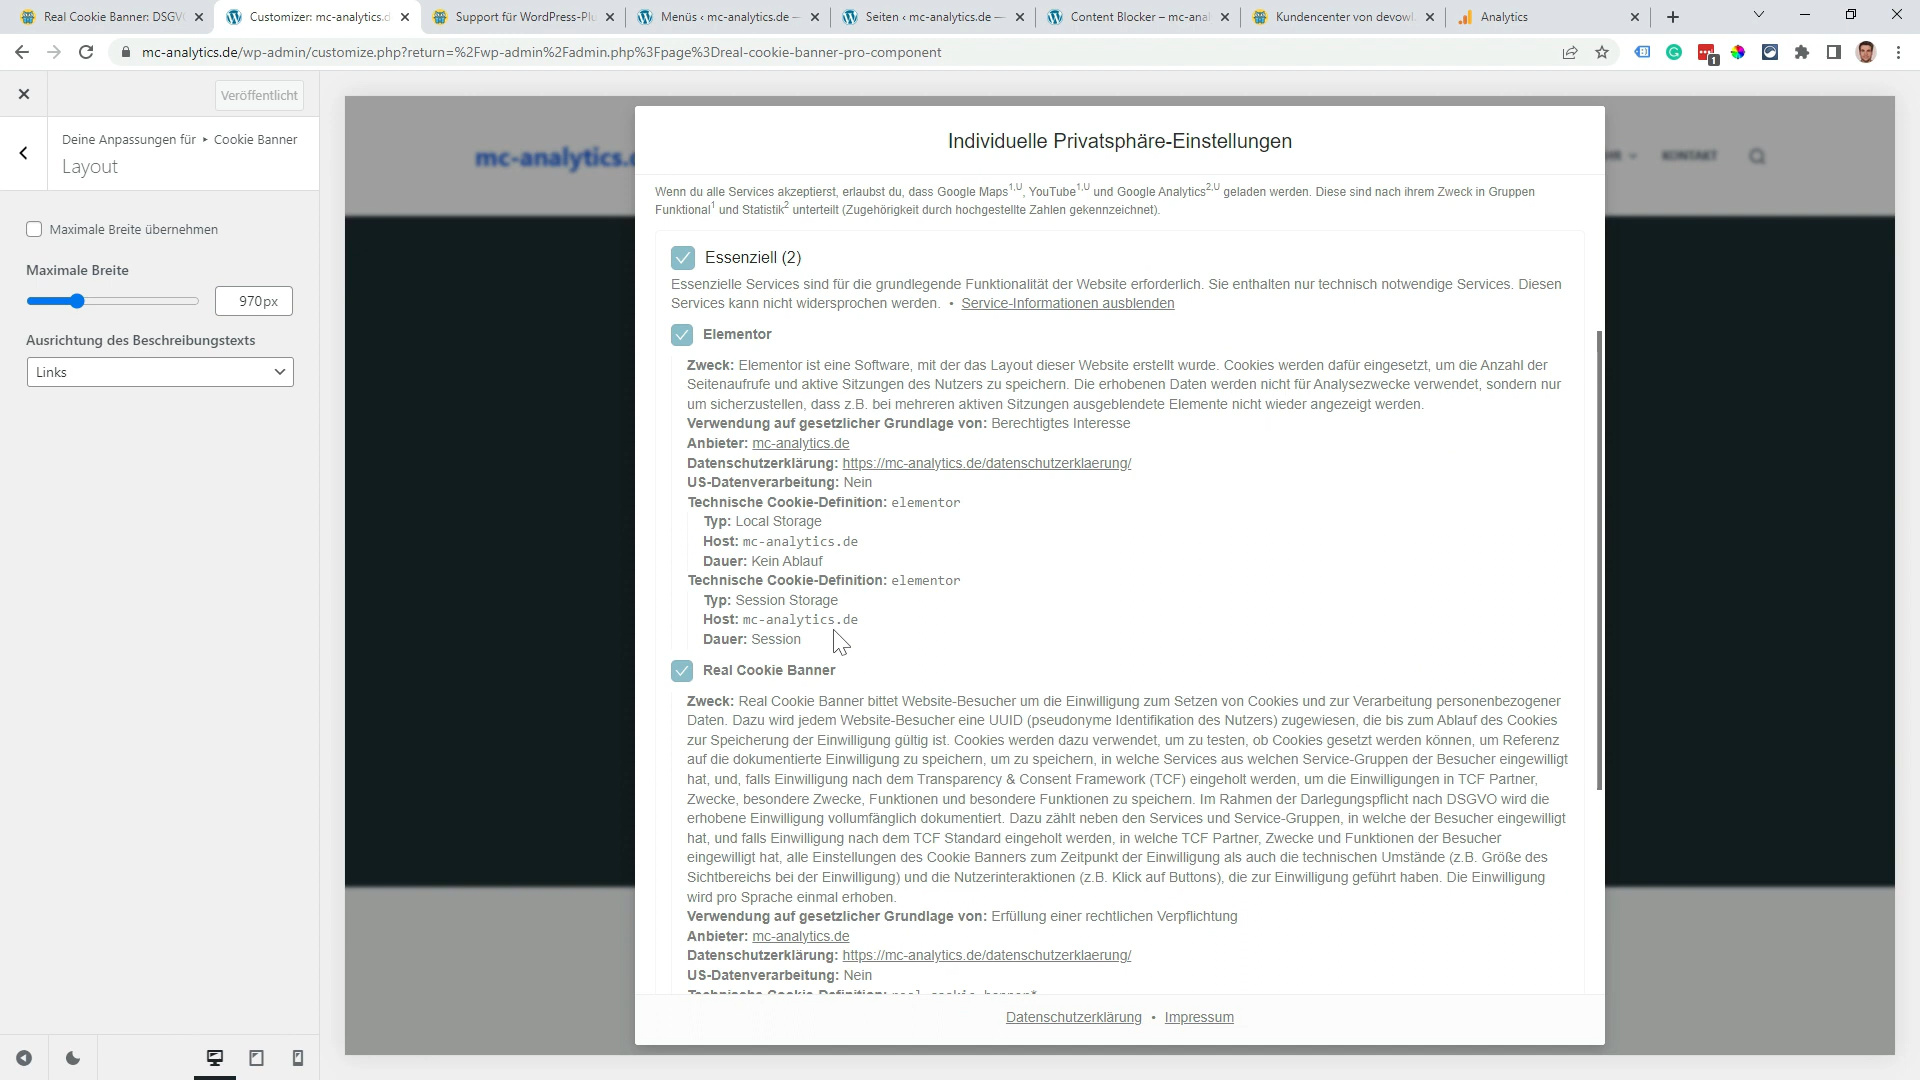 Real Cookie Banner: DSGV
Customizer: mc-analytics.d
Support für WordPress-Plu
Menüs ‹ mc-analytics.de –
Seiten ‹ mc-analytics.de —
Content Blocker – mc-anal
Kundencenter von devowl.
Analytics
mc-analytics.de/wp-admin/customize.php?return=%2Fwp-admin%2Fadmin.php%3Fpage%3Dreal-cookie-banner-pro-component
1
Veröffentlicht
Deine Anpassungen für ▸ Cookie Banner
Layout
Maximale Breite übernehmen
Maximale Breite
970px
Ausrichtung des Beschreibungstexts
Links
mc-analytics.
KONTAKT
Individuelle Privatsphäre-Einstellungen
Wenn du alle Services akzeptierst, erlaubst du, dass Google Maps¹,ᵁ, YouTube¹,ᵁ und Google Analytics²,ᵁ geladen werden. Diese sind nach ihrem Zweck in Gruppen
Funktional¹ und Statistik² unterteilt (Zugehörigkeit durch hochgestellte Zahlen gekennzeichnet).
Essenziell (2)
Essenzielle Services sind für die grundlegende Funktionalität der Website erforderlich. Sie enthalten nur technisch notwendige Services. Diesen
Services kann nicht widersprochen werden. • Service-Informationen ausblenden
Elementor
Zweck: Elementor ist eine Software, mit der das Layout dieser Website erstellt wurde. Cookies werden dafür eingesetzt, um die Anzahl der
Seitenaufrufe und aktive Sitzungen des Nutzers zu speichern. Die erhobenen Daten werden nicht für Analysezwecke verwendet, sondern nur
um sicherzustellen, dass z.B. bei mehreren aktiven Sitzungen ausgeblendete Elemente nicht wieder angezeigt werden.
Verwendung auf gesetzlicher Grundlage von: Berechtigtes Interesse
Anbieter: mc-analytics.de
Datenschutzerklärung: https://mc-analytics.de/datenschutzerklaerung/
US-Datenverarbeitung: Nein
Technische Cookie-Definition: elementor
Typ: Local Storage
Host: mc-analytics.de
Dauer: Kein Ablauf
Technische Cookie-Definition: elementor
Typ: Session Storage
Host: mc-analytics.de
Dauer: Session
Real Cookie Banner
Zweck: Real Cookie Banner bittet Website-Besucher um die Einwilligung zum Setzen von Cookies und zur Verarbeitung personenbezogener
Daten. Dazu wird jedem Website-Besucher eine UUID (pseudonyme Identifikation des Nutzers) zugewiesen, die bis zum Ablauf des Cookies
zur Speicherung der Einwilligung gültig ist. Cookies werden dazu verwendet, um zu testen, ob Cookies gesetzt werden können, um Referenz
auf die dokumentierte Einwilligung zu speichern, um zu speichern, in welche Services aus welchen Service-Gruppen der Besucher eingewilligt
hat, und, falls Einwilligung nach dem Transparency & Consent Framework (TCF) eingeholt werden, um die Einwilligungen in TCF Partner,
Zwecke, besondere Zwecke, Funktionen und besondere Funktionen zu speichern. Im Rahmen der Darlegungspflicht nach DSGVO wird die
erhobene Einwilligung vollumfänglich dokumentiert. Dazu zählt neben den Services und Service-Gruppen, in welche der Besucher eingewilligt
hat, und falls Einwilligung nach dem TCF Standard eingeholt werden, in welche TCF Partner, Zwecke und Funktionen der Besucher
eingewilligt hat, alle Einstellungen des Cookie Banners zum Zeitpunkt der Einwilligung als auch die technischen Umstände (z.B. Größe des
Sichtbereichs bei der Einwilligung) und die Nutzerinteraktionen (z.B. Klick auf Buttons), die zur Einwilligung geführt haben. Die Einwilligung
wird pro Sprache einmal erhoben.
Verwendung auf gesetzlicher Grundlage von: Erfüllung einer rechtlichen Verpflichtung
Anbieter: mc-analytics.de
Datenschutzerklärung: https://mc-analytics.de/datenschutzerklaerung/
US-Datenverarbeitung: Nein
Technische Cookie-Definition: real_cookie_banner*
Datenschutzerklärung • Impressum